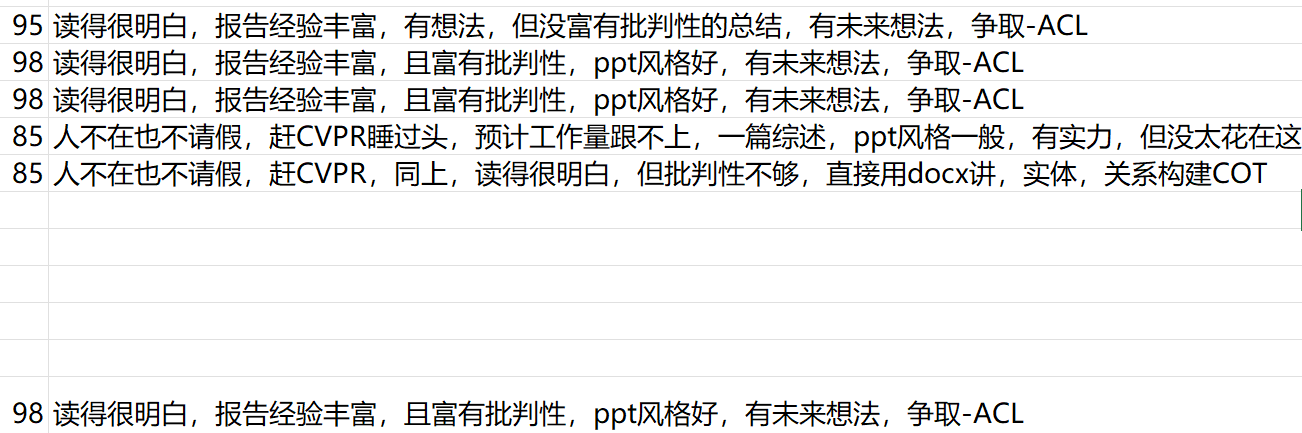 95 读得很明白，报告经验丰富，有想法，但没富有批判性的总结，有未来想法，争取-ACL
98 读得很明白，报告经验丰富，且富有批判性，ppt风格好，有未来想法，争取-ACL
98 读得很明白，报告经验丰富，且富有批判性，ppt风格好，有未来想法，争取-ACL
85 人不在也不请假，赶CVPR睡过头，预计工作量跟不上，一篇综述，ppt风格一般，有实力，但没太花在这
85 人不在也不请假，赶CVPR，同上，读得很明白，但批判性不够，直接用docx讲，实体，关系构建COT
98 读得很明白，报告经验丰富，且富有批判性，ppt风格好，有未来想法，争取-ACL